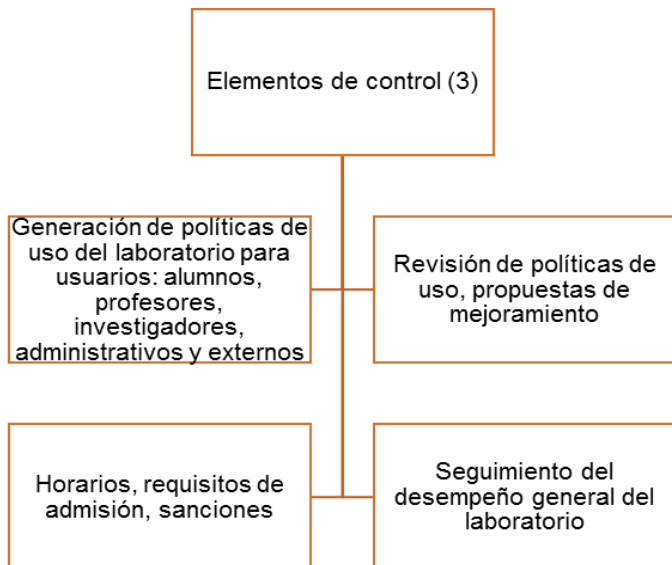 Elementos de control (3)
Generación de políticas de
uso del laboratorio para
usuarios: alumnos,
profesores,
investigadores,
administrativos y externos
Revisión de políticas de
uso, propuestas de
mejoramiento
Horarios, requisitos de
admisión, sanciones
Seguimiento del
desempeño general del
laboratorio